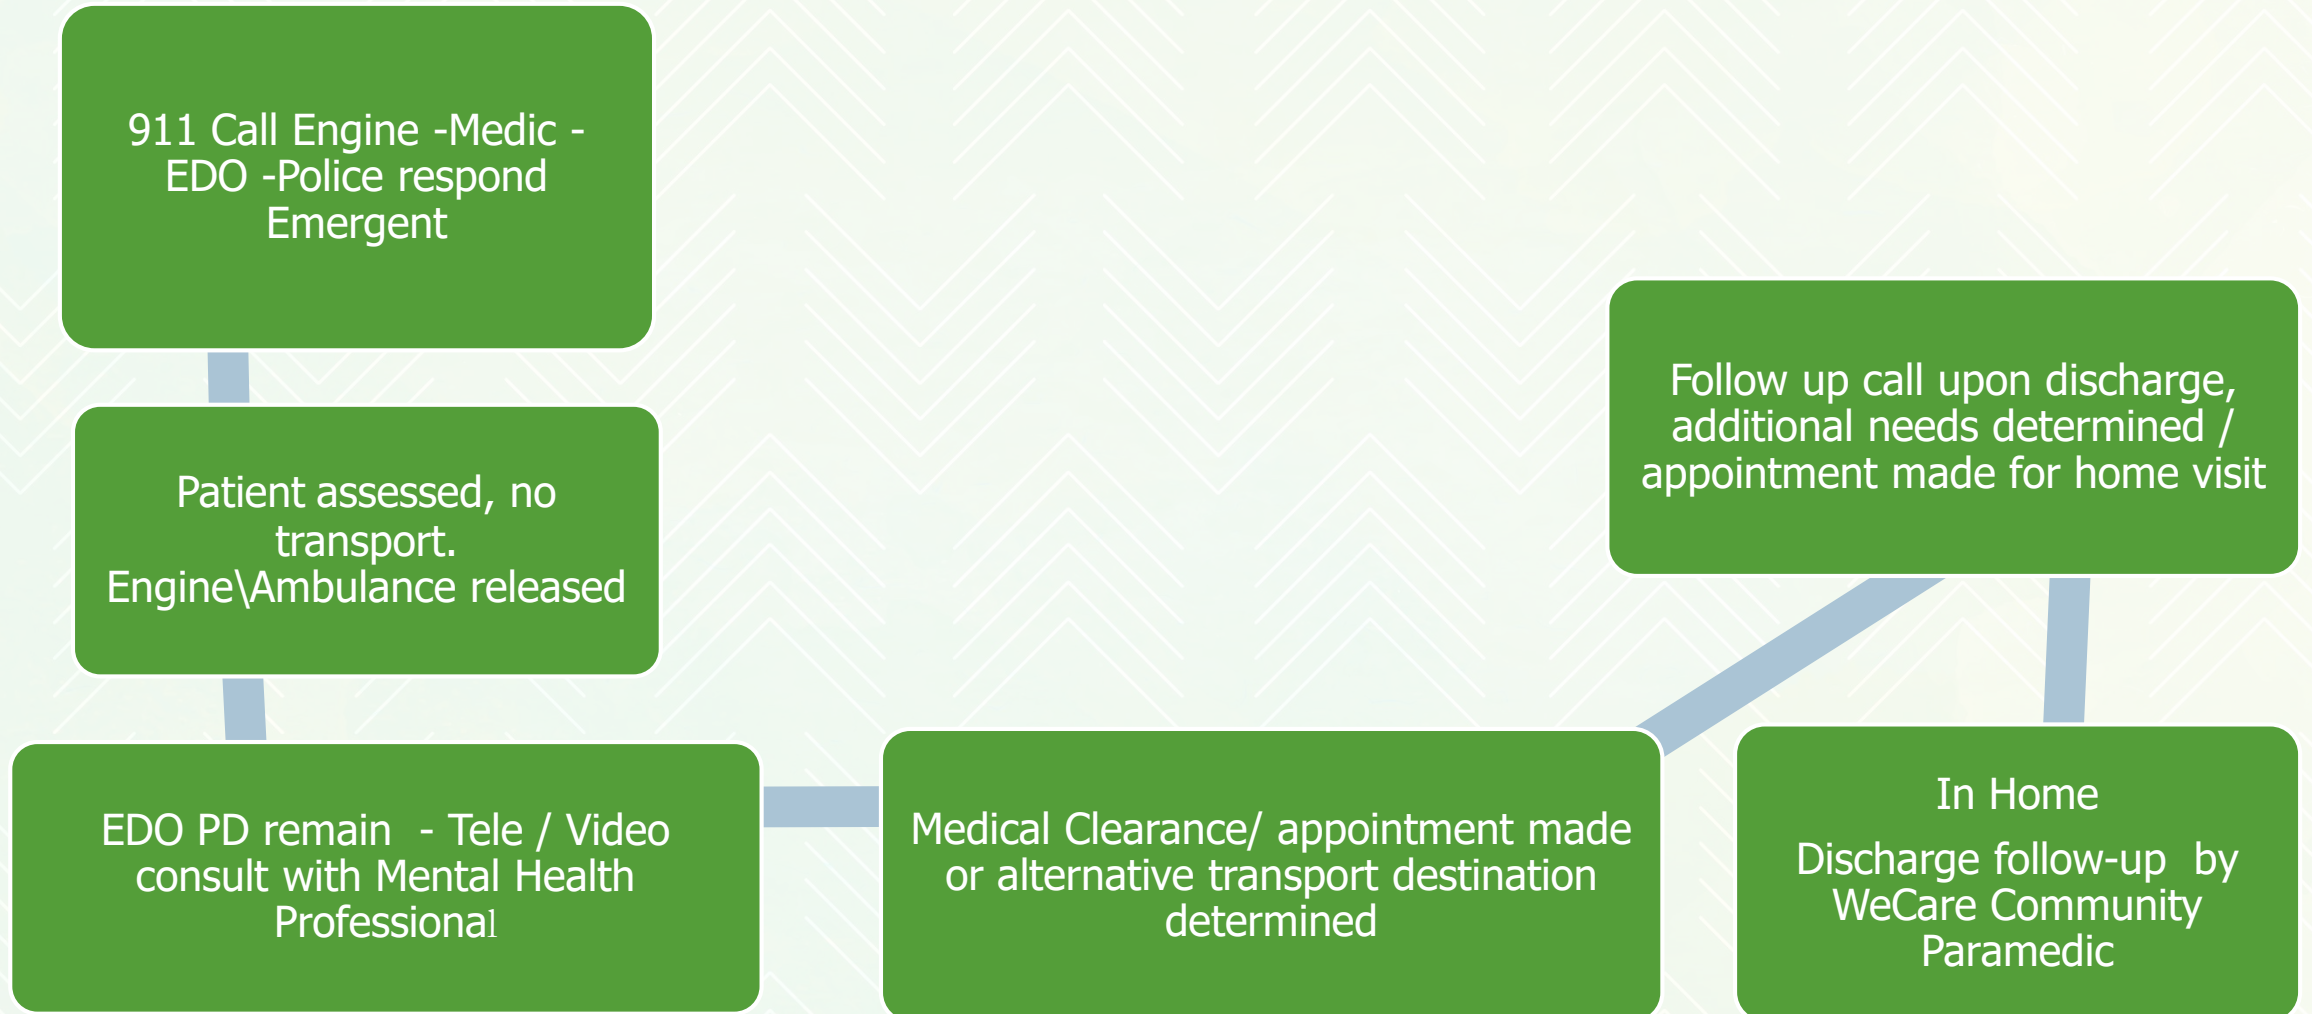 911 Call Engine -Medic -
EDO -Police respond
Emergent
Patient assessed, no
transport.
Engine\Ambulance released
EDO PD remain  - Tele / Video
consult with Mental Health
Professional
Medical Clearance/ appointment made
or alternative transport destination
determined
Follow up call upon discharge,
additional needs determined /
appointment made for home visit
In Home
Discharge follow-up  by
WeCare Community
Paramedic